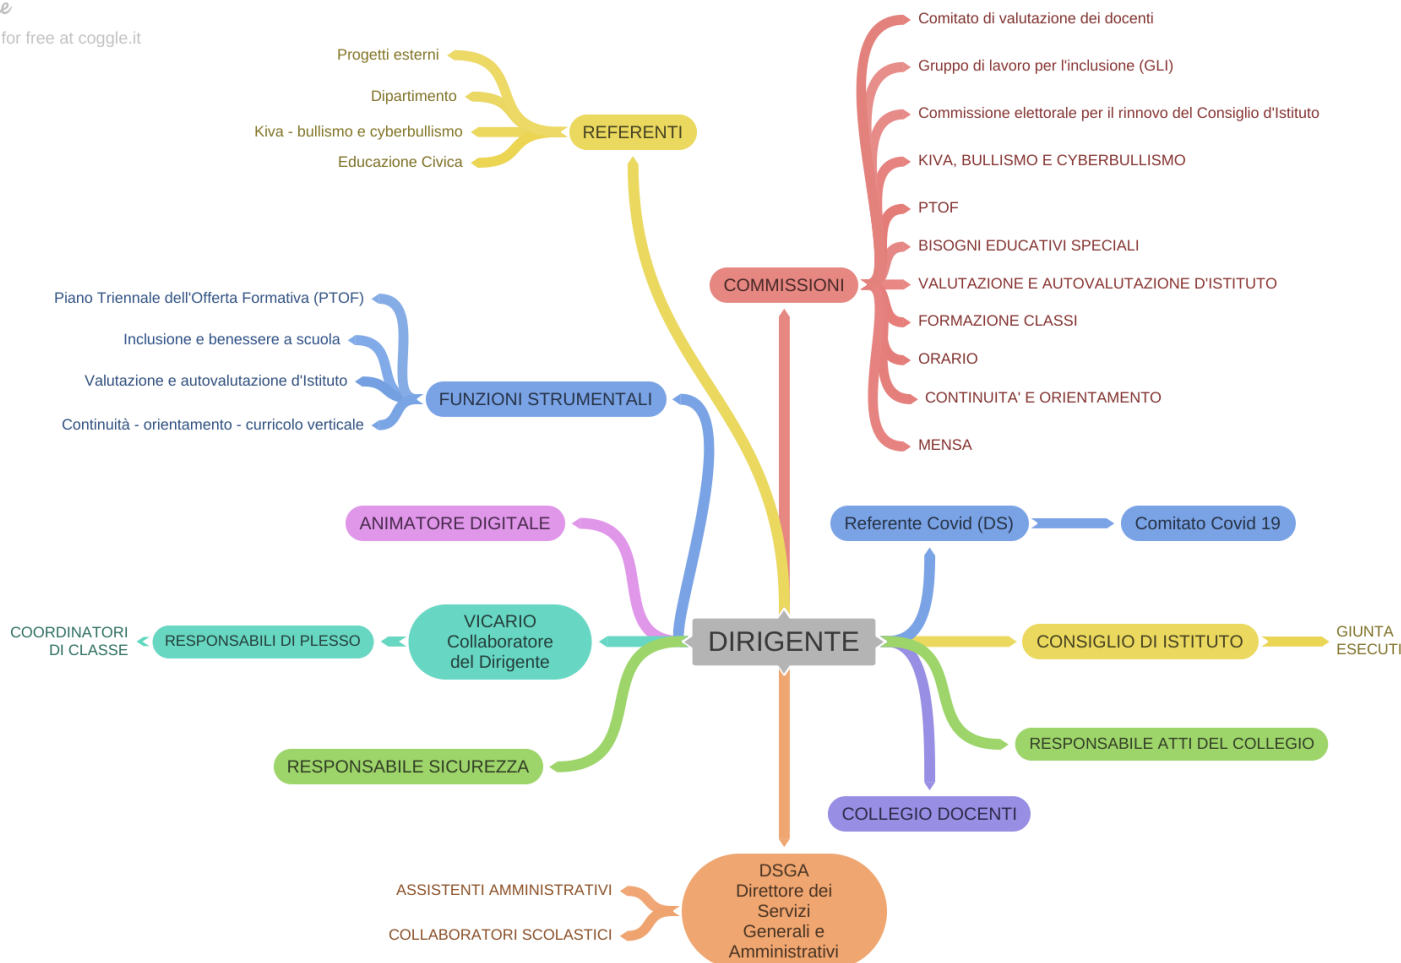 for free at coggle.it
Progetti esterni
Dipartimento
Kiva - bullismo e cyberbullismo
Educazione Civica
REFERENTI
Comitato di valutazione dei docenti
Gruppo di lavoro per l'inclusione (GLI)
Commissione elettorale per il rinnovo del Consiglio d'Istituto
KIVA, BULLISMO E CYBERBULLISMO
PTOF
BISOGNI EDUCATIVI SPECIALI
VALUTAZIONE E AUTOVALUTAZIONE D'ISTITUTO
FORMAZIONE CLASSI
ORARIO
CONTINUITA' E ORIENTAMENTO
MENSA
COMMISSIONI
Piano Triennale dell'Offerta Formativa (PTOF)
Inclusione e benessere a scuola
Valutazione e autovalutazione d'Istituto
Continuità - orientamento - curricolo verticale
FUNZIONI STRUMENTALI
ANIMATORE DIGITALE
Referente Covid (DS)
Comitato Covid 19
COORDINATORI
DI CLASSE
RESPONSABILI DI PLESSO
VICARIO
Collaboratore
del Dirigente
DIRIGENTE
CONSIGLIO DI ISTITUTO
GIUNTA
ESECUTI
RESPONSABILE SICUREZZA
RESPONSABILE ATTI DEL COLLEGIO
COLLEGIO DOCENTI
ASSISTENTI AMMINISTRATIVI
COLLABORATORI SCOLASTICI
DSGA
Direttore dei
Servizi
Generali e
Amministrativi